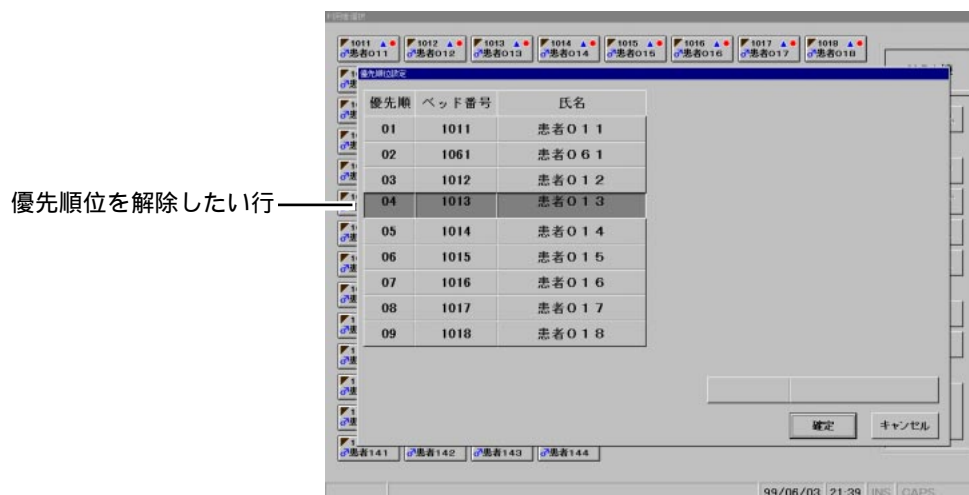 1011 1012 1013 1014 1015 1016 1017 1018
患者011 患者012 患者013 患者014 患者015 患者016 患者017 患者018
優先順位設定
優先順 ベッド番号 氏名
01 1011 患者０１１
02 1061 患者０６１
03 1012 患者０１２
優先順位を解除したい行
04 1013 患者０１３
05 1014 患者０１４
06 1015 患者０１５
07 1016 患者０１６
08 1017 患者０１７
09 1018 患者０１８
確定 キャンセル
患者141 患者142 患者143 患者144
99/06/03 21:39 INS CAPS